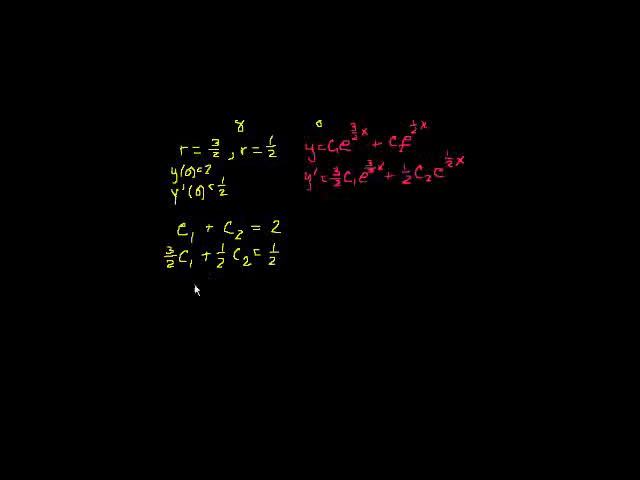 r = 3/2 , r = 1/2
y'(0) = 2
y'(0) = 1/2
y = c₁e^(3/2 x) + c₂e^(1/2 x)
y' = 3/2 c₁e^(3/2 x) + 1/2 c₂e^(1/2 x)
c₁ + c₂ = 2
3/2 c₁ + 1/2 c₂ = 1/2